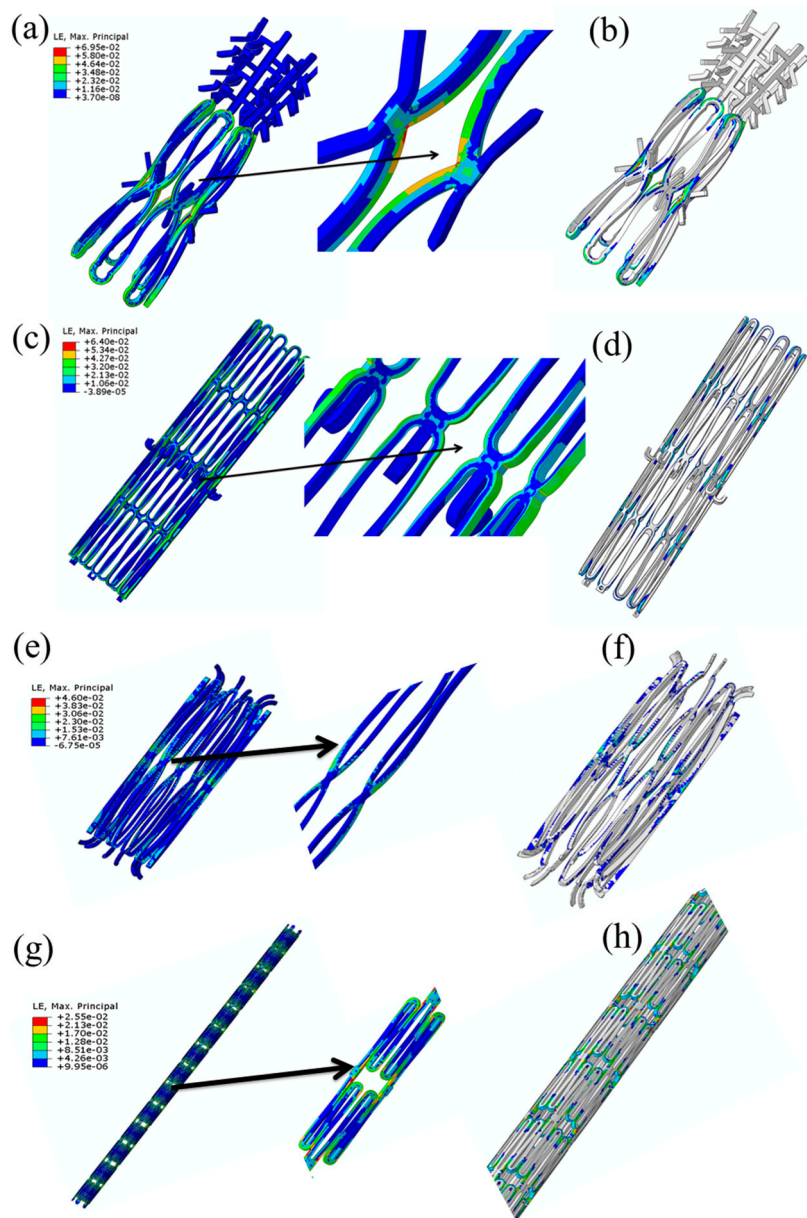 (a)
LE, Max. Principal
+6.95e-02
+5.80e-02
+4.64e-02
+3.48e-02
+2.32e-02
+1.16e-02
+3.70e-08
(b)
(c)
LE, Max. Principal
+6.40e-02
+5.34e-02
+4.27e-02
+3.20e-02
+2.13e-02
+1.06e-02
-3.89e-05
(d)
(e)
LE, Max. Principal
+4.60e-02
+3.83e-02
+3.06e-02
+2.30e-02
+1.53e-02
+7.61e-03
-6.75e-05
(f)
(g)
LE, Max. Principal
+2.55e-02
+2.13e-02
+1.70e-02
+1.28e-02
+8.51e-03
+4.26e-03
+9.95e-06
(h)